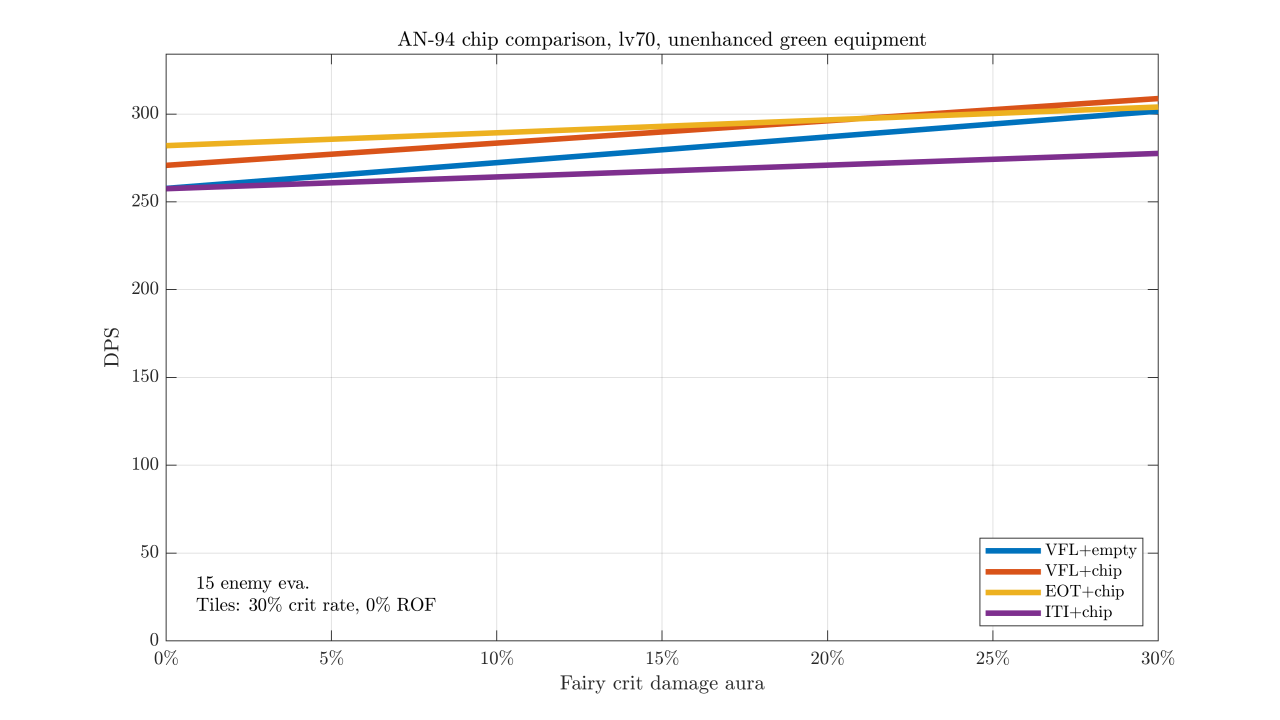 AN-94 chip comparison, lv70, unenhanced green equipment
300
250
200
150
100
50
0
DPS
15 enemy eva.
Tiles: 30% crit rate, 0% ROF
VFL+empty
VFL+chip
EOT+chip
ITI+chip
0% 5% 10% 15% 20% 25% 30%
Fairy crit damage aura